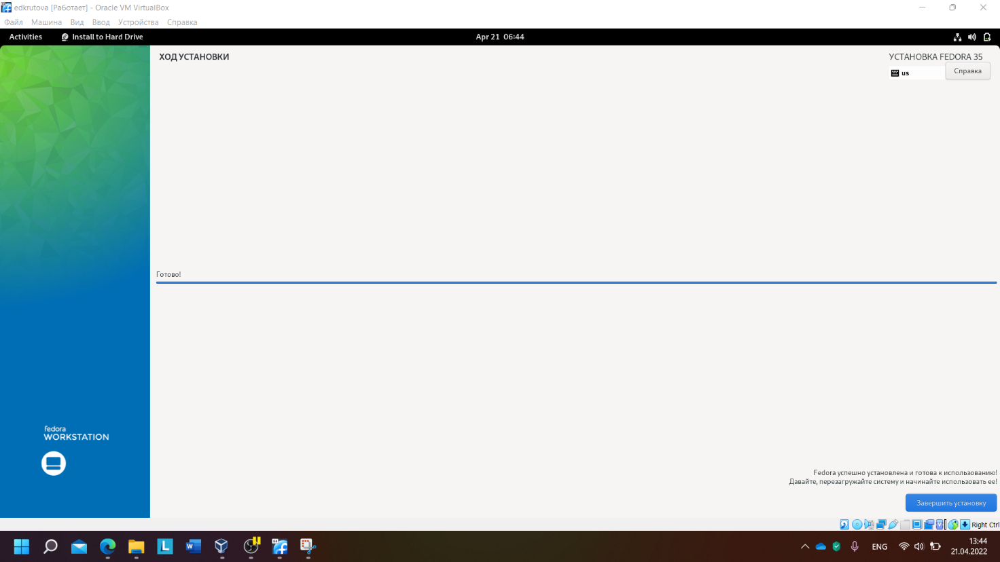 edkrutova [Работает] - Oracle VM VirtualBox
Файл Машина Вид Ввод Устройства Справка
Activities Install to Hard Drive Apr 21 06:44
ХОД УСТАНОВКИ
УСТАНОВКА FEDORA 35
us
Справка
Готово!
fedora
WORKSTATION
Fedora успешно установлена и готова к использованию!
Давайте, перезагружайте систему и начинайте использовать ее!
Завершить установку
Right Ctrl
ENG
13:44
21.04.2022